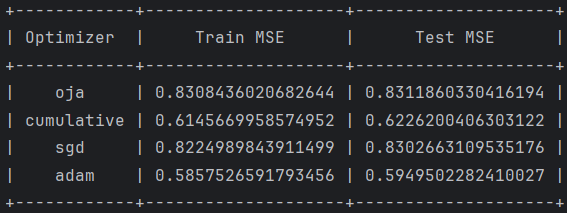 +------------+--------------------+--------------------+
| Optimizer  |     Train MSE      |      Test MSE      |
+------------+--------------------+--------------------+
|    oja     | 0.8308436020682644 | 0.8311860330416194 |
| cumulative | 0.6145669958574952 | 0.6226200406303122 |
|    sgd     | 0.8224989843911499 | 0.8302663109535176 |
|    adam    | 0.5857526591793456 | 0.5949502282410027 |
+------------+--------------------+--------------------+